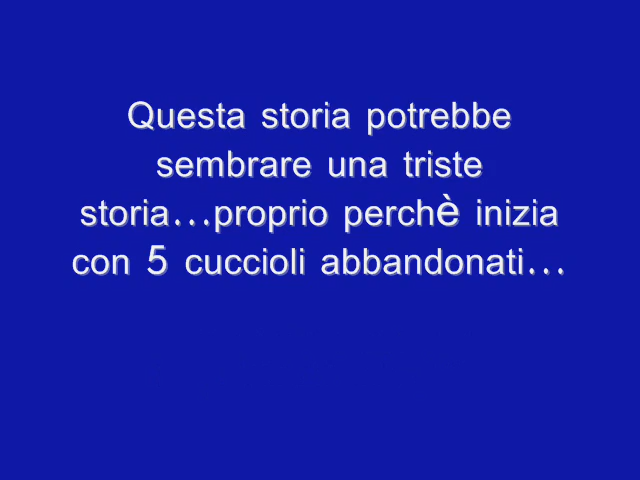 Questa storia potrebbe
sembrare una triste
storia...proprio perchè inizia
con 5 cuccioli abbandonati...